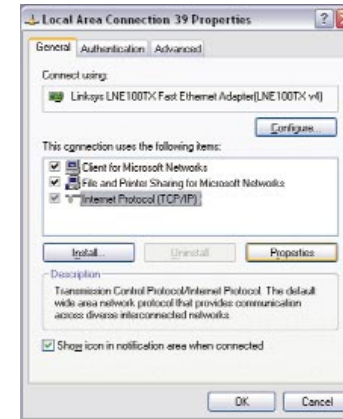 Local Area Connection 39 Properties
General Authentication Advanced
Connect using:
Linksys LNE100TX Fast Ethernet Adapter(LNE100TX v4)
Configure...
This connection uses the following items:
Client for Microsoft Networks
File and Printer Sharing for Microsoft Networks
Internet Protocol (TCP/IP)
Install... Uninstall Properties
Description
Transmission Control Protocol/Internet Protocol. The default
wide area network protocol that provides communication
across diverse interconnected networks.
Show icon in notification area when connected
OK Cancel